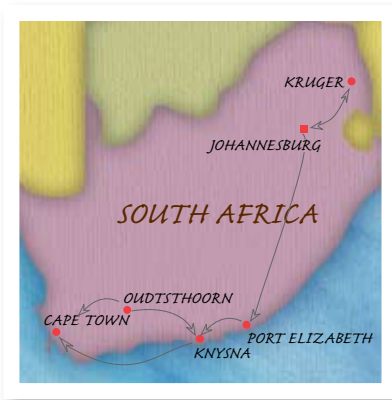 KRUGER
JOHANNESBURG
SOUTH AFRICA
OUDTSTHOORN
CAPE TOWN
PORT ELIZABETH
KNYSNA